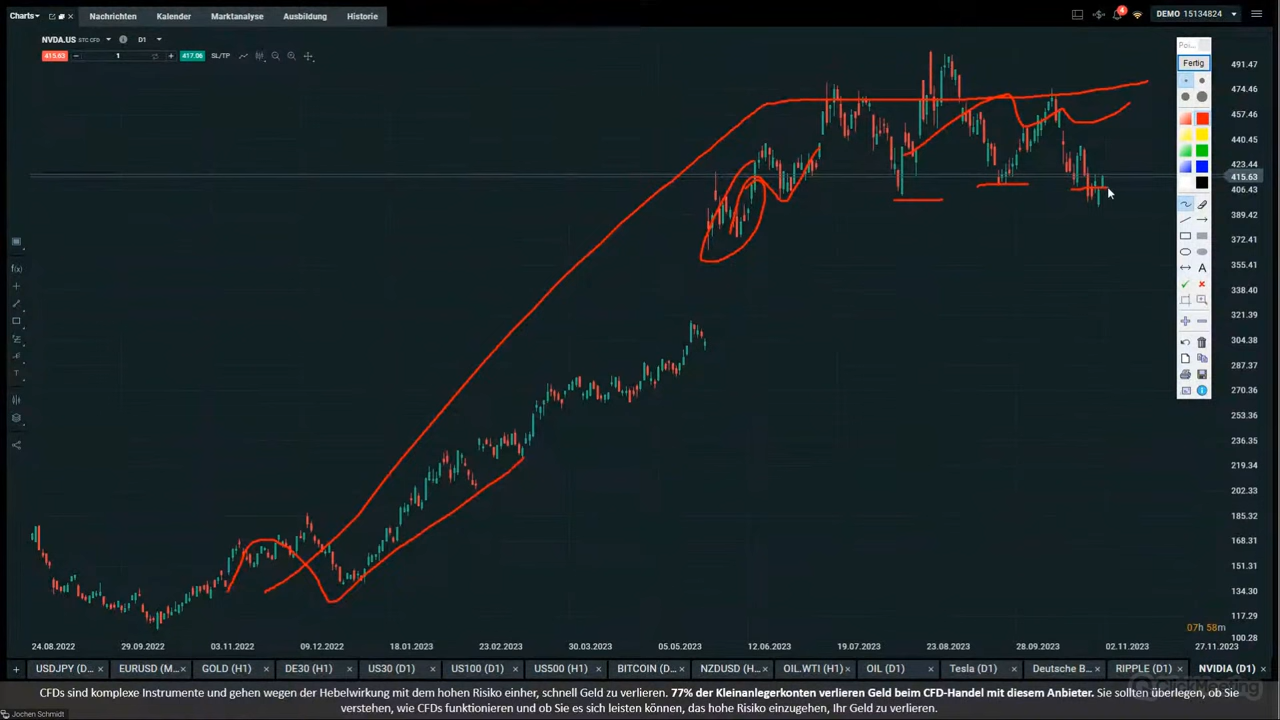 Charts
Nachrichten
Kalender
Marktanalyse
Ausbildung
Historie
4
DEMO 15134824
NVDA.US STC CFD D1
415.63 1 417.06 SL/TP
Fertig
A
f(x)
T
491.47
474.46
457.46
440.45
423.44
415.63
406.43
389.42
372.41
355.41
338.40
321.39
304.38
287.37
270.36
253.36
236.35
219.34
202.33
185.32
168.31
151.31
134.30
117.29
100.28
07h 58m
24.08.2022 29.09.2022 03.11.2022 09.12.2022 18.01.2023 23.02.2023 30.03.2023 05.05.2023 12.06.2023 19.07.2023 23.08.2023 28.09.2023 02.11.2023 27.11.2023
USDJPY (D... EURUSD (M... GOLD (H1) DE30 (H1) US30 (D1) US100 (D1) US500 (H1) BITCOIN (D... NZDUSD (H... OIL.WTI (H1) OIL (D1) Tesla (D1) Deutsche B... RIPPLE (D1) NVIDIA (D1)
CFDs sind komplexe Instrumente und gehen wegen der Hebelwirkung mit dem hohen Risiko einher, schnell Geld zu verlieren. 77% der Kleinanlegerkonten verlieren Geld beim CFD-Handel mit diesem Anbieter. Sie sollten überlegen, ob Sie
verstehen, wie CFDs funktionieren und ob Sie es sich leisten können, das hohe Risiko einzugehen, Ihr Geld zu verlieren.
ClickMeeting
Jochen Schmidt